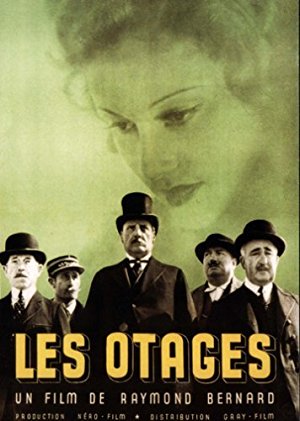 LES OTAGES
UN FILM DE RAYMOND BERNARD
PRODUCTION NÉRO-FILM * DISTRIBUTION GRAY-FILM